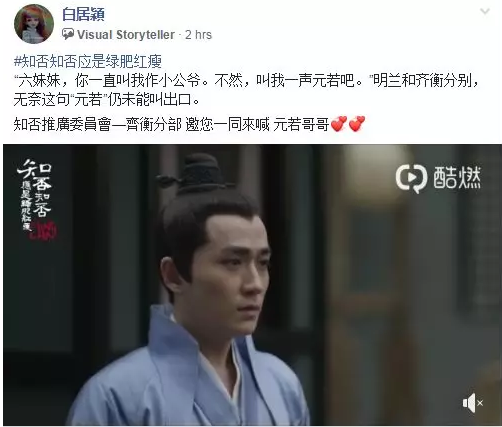 白居穎
Visual Storyteller · 2 hrs
#知否知否应是绿肥红瘦
“六妹妹，你一直叫我作小公爷。不然，叫我一声元若吧。”明兰和齐衡分别，
无奈这句“元若”仍未能叫出口。
知否推廣委員會—齊衡分部 邀您一同來喊 元若哥哥💕💕
知否知否
應是綠肥紅瘦
酷燃